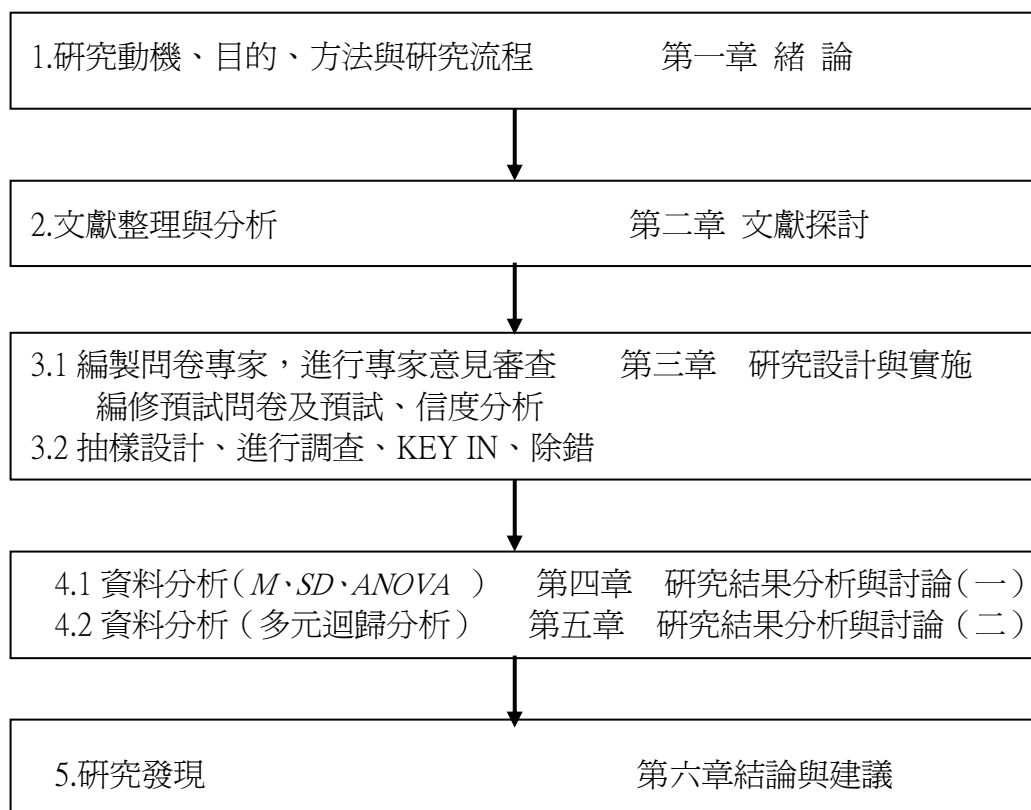 1.研究動機、目的、方法與研究流程 第一章 緒 論
2.文獻整理與分析 第二章 文獻探討
3.1 編製問卷專家，進行專家意見審查 第三章 研究設計與實施
編修預試問卷及預試、信度分析
3.2 抽樣設計、進行調查、KEY IN、除錯
4.1 資料分析（M、SD、ANOVA ） 第四章 研究結果分析與討論（一）
4.2 資料分析（多元迴歸分析） 第五章 研究結果分析與討論（二）
5.研究發現 第六章結論與建議